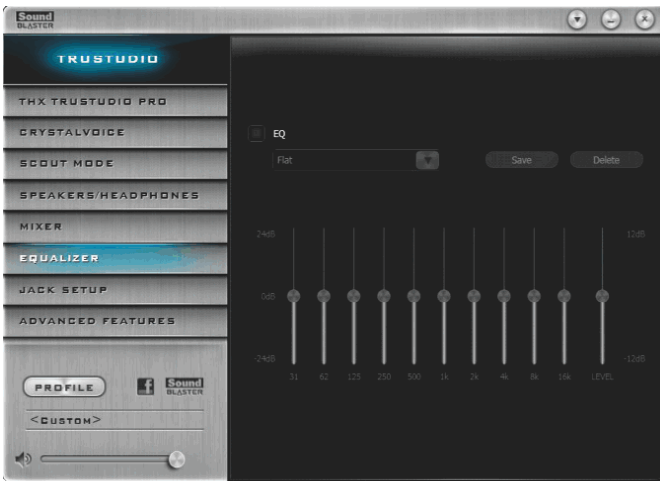 Sound
BLASTER
TRUSTUDIO
THX TRUSTUDIO PRO
CRYSTALVOICE
SCOUT MODE
SPEAKERS/HEADPHONES
MIXER
EQUALIZER
JACK SETUP
ADVANCED FEATURES
PROFILE
f
Sound
BLASTER
<CUSTOM>
EQ
Flat
Save
Delete
24dB
12dB
0dB
-24dB
-12dB
31 62 125 250 500 1k 2k 4k 8k 16k LEVEL